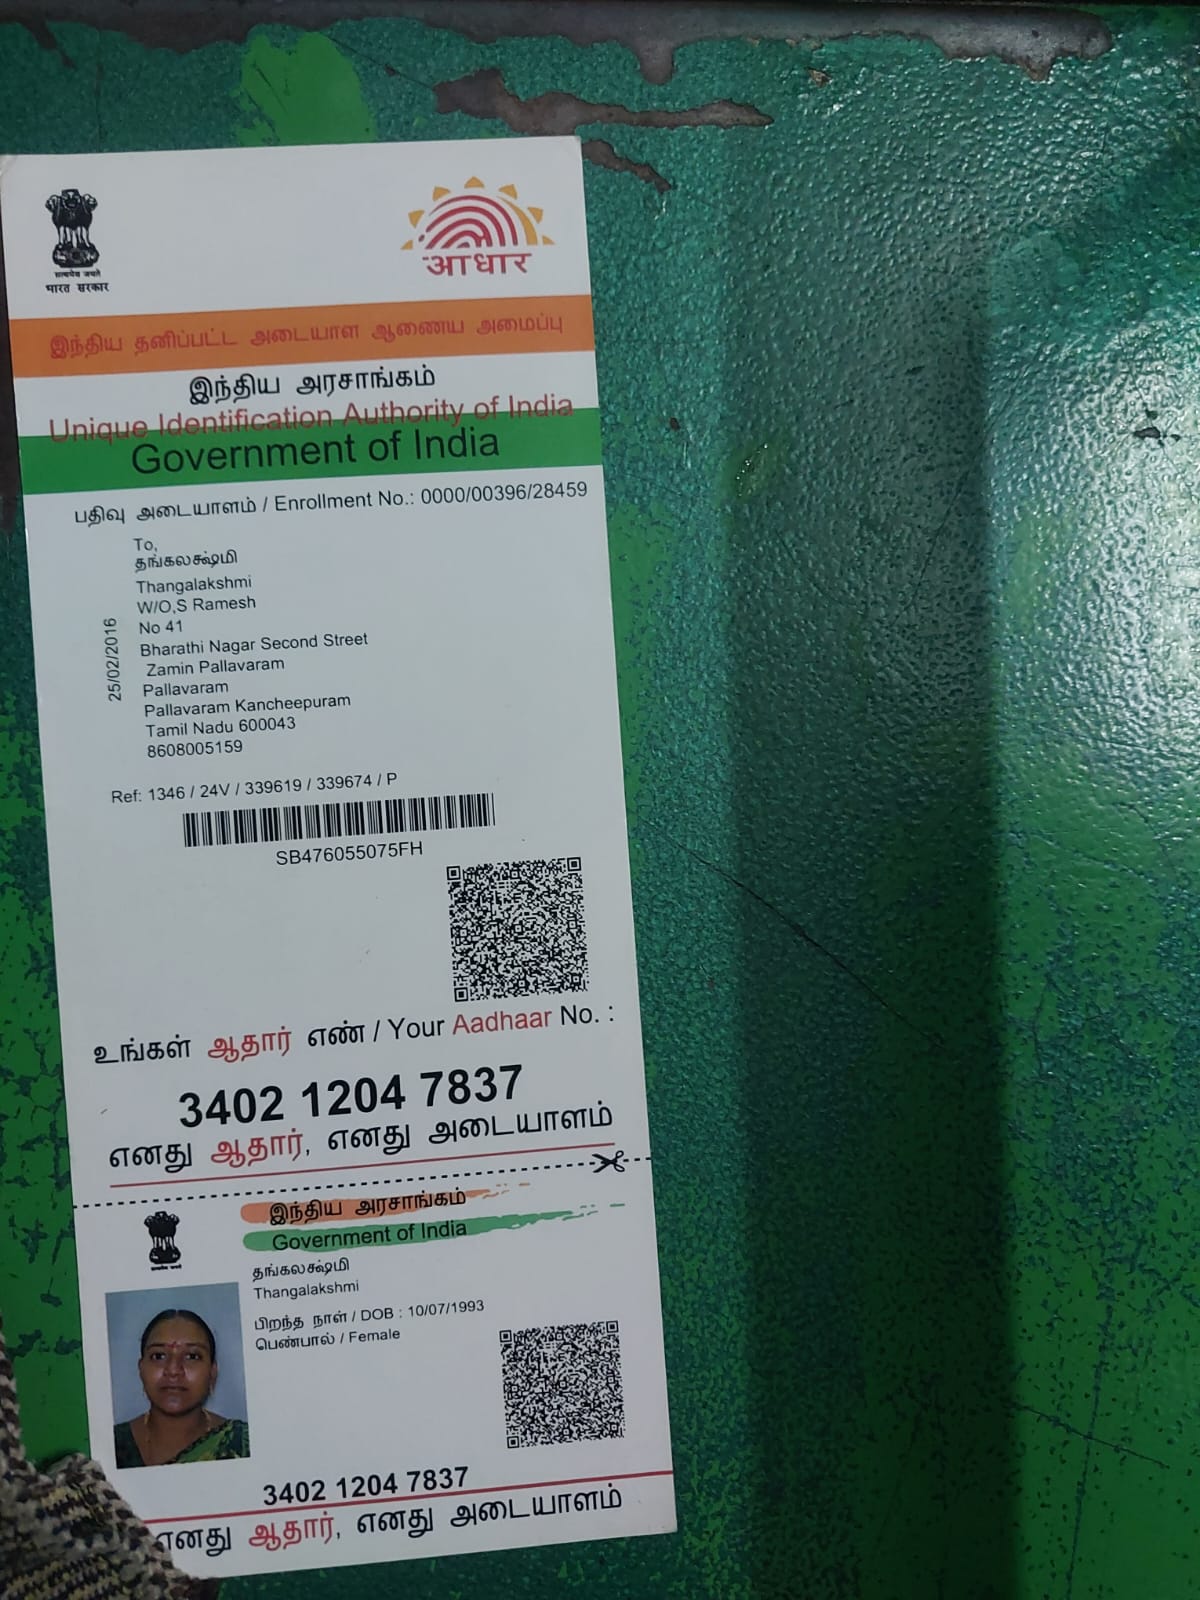 सत्यमेव जयते
भारत सरकार
आधार
இந்திய தனிப்பட்ட அடையாள ஆணைய அமைப்பு
இந்திய அரசாங்கம்
Unique Identification Authority of India
Government of India
பதிவு அடையாளம் / Enrollment No.: 0000/00396/28459
To,
தங்கலக்ஷ்மி
Thangalakshmi
W/O,S Ramesh
No 41
Bharathi Nagar Second Street
Zamin Pallavaram
Pallavaram
Pallavaram Kancheepuram
Tamil Nadu 600043
8608005159
25/02/2016
Ref: 1346 / 24V / 339619 / 339674 / P
SB476055075FH
உங்கள் ஆதார் எண் / Your Aadhaar No. :
3402 1204 7837
எனது ஆதார், எனது அடையாளம்
இந்திய அரசாங்கம்
Government of India
தங்கலக்ஷ்மி
Thangalakshmi
பிறந்த நாள் / DOB : 10/07/1993
பெண்பால் / Female
3402 1204 7837
எனது ஆதார், எனது அடையாளம்